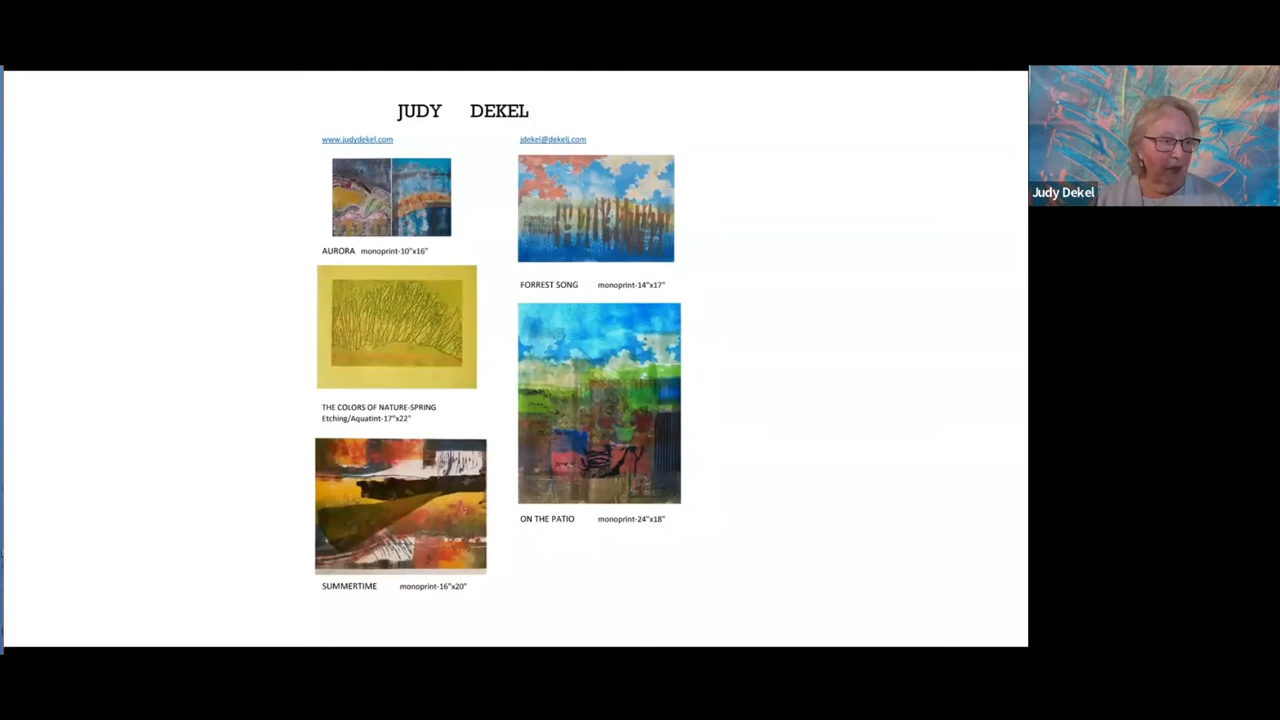 JUDY DEKEL
www.judydekel.com
jdekel@dekelj.com
AURORA monoprint-10"x16"
THE COLORS OF NATURE-SPRING
Etching/Aquatint-17"x22"
SUMMERTIME monoprint-16"x20"
FORREST SONG monoprint-14"x17"
ON THE PATIO monoprint-24"x18"
Judy Dekel